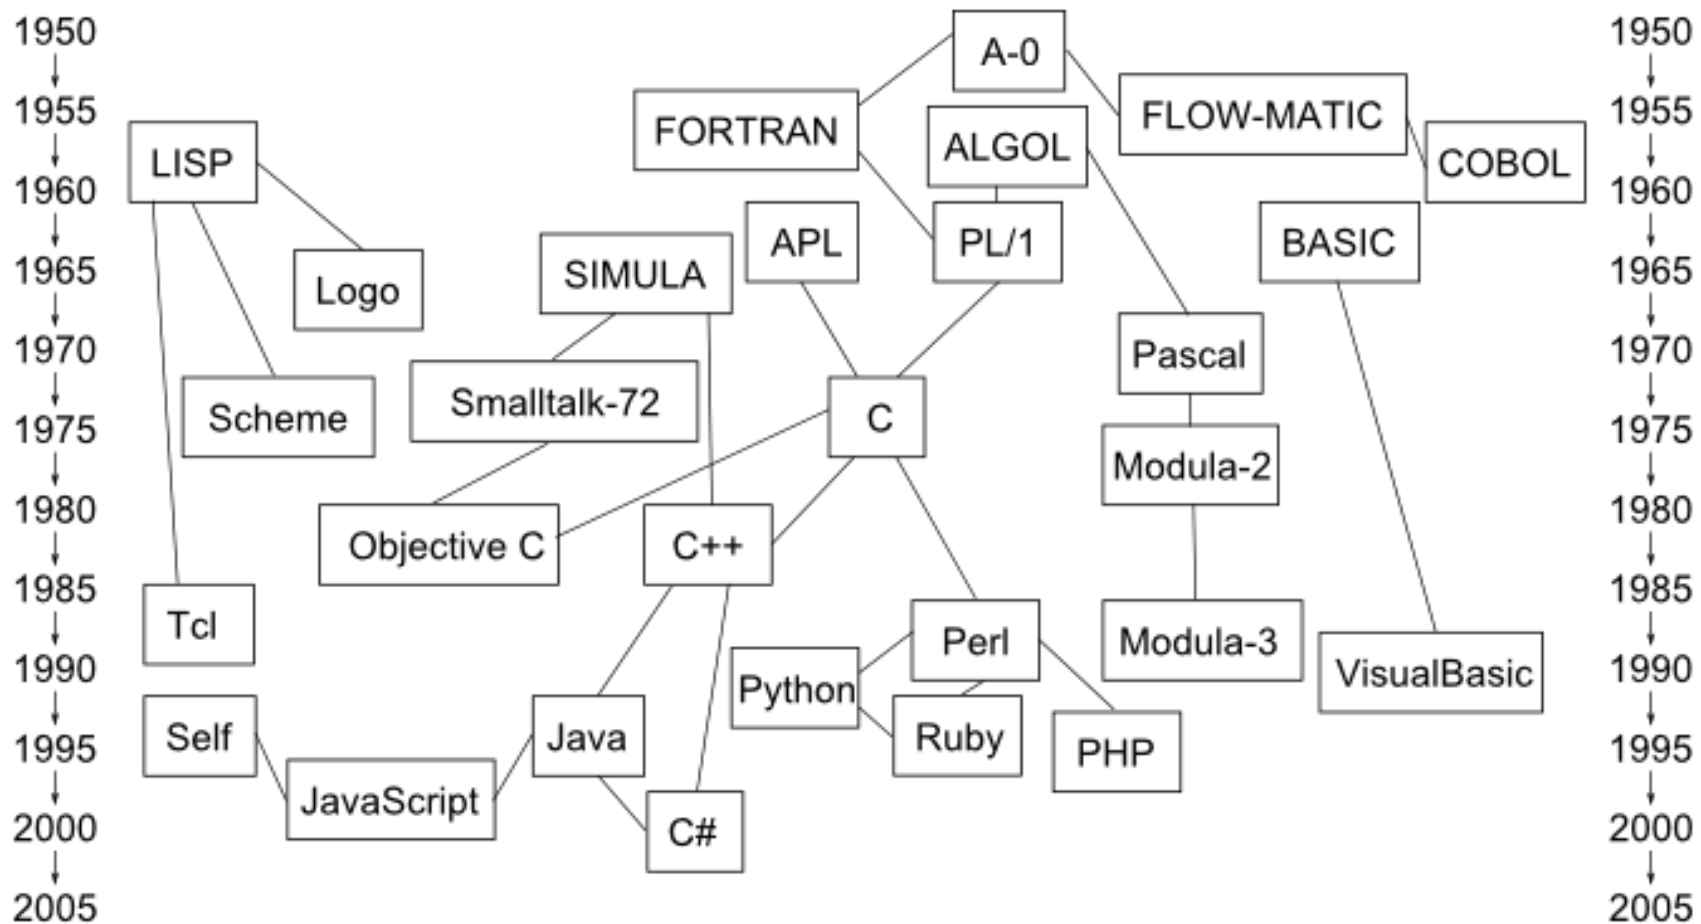 1950
1955
1960
1965
1970
1975
1980
1985
1990
1995
2000
2005
A-0
FORTRAN
FLOW-MATIC
ALGOL
LISP
COBOL
APL
PL/1
BASIC
SIMULA
Logo
Pascal
Smalltalk-72
Scheme
C
Modula-2
Objective C
C++
Tcl
Perl
Modula-3
Python
VisualBasic
Self
Java
Ruby
PHP
JavaScript
C#
1950
1955
1960
1965
1970
1975
1980
1985
1990
1995
2000
2005